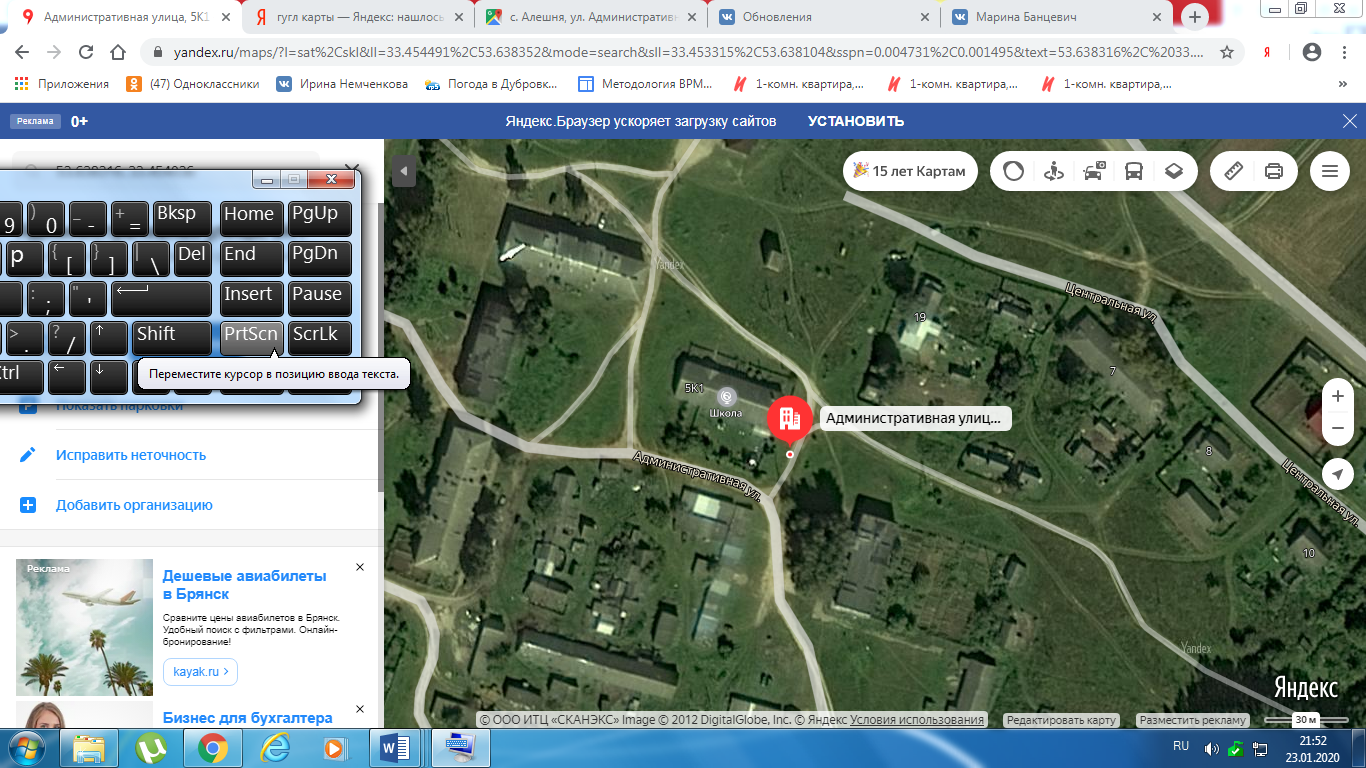 Административная улица, 5К1
гугл карты — Яндекс: нашлось
с. Алешня, ул. Административн
Обновления
Марина Банцевич
yandex.ru/maps/?l=sat%2Cskl&ll=33.454491%2C53.638352&mode=search&sll=33.453315%2C53.638104&sspn=0.004731%2C0.001495&text=53.638316%2C%2033....
Приложения
(47) Одноклассники
Ирина Немченкова
Погода в Дубровк...
Методология ВРМ...
1-комн. квартира,...
1-комн. квартира,...
1-комн. квартира,...
»
Реклама
0+
Яндекс.Браузер ускоряет загрузку сайтов
УСТАНОВИТЬ
15 лет Картам
9 ) 0 _ - + = Bksp Home PgUp
p { [ } ] | \ Del End PgDn
: ; " ' Insert Pause
> . ? / ↑ Shift PrtScn ScrLk
Ctrl ← ↓
Переместите курсор в позицию ввода текста.
Показать парковки
Исправить неточность
Добавить организацию
Реклама
Дешевые авиабилеты
в Брянск
Сравните цены авиабилетов в Брянск.
Удобный поиск с фильтрами. Онлайн-
бронирование!
kayak.ru >
Бизнес для бухгалтера
Yandex
Центральная ул.
19
7
5К1
Школа
Административная улиц...
8
Административная ул.
Центральная ул.
10
Yandex
Яндекс
© ООО ИТЦ «СКАНЭКС» Image © 2012 DigitalGlobe, Inc. © Яндекс Условия использования
Редактировать карту
Разместить рекламу
30 м
RU
21:52
23.01.2020